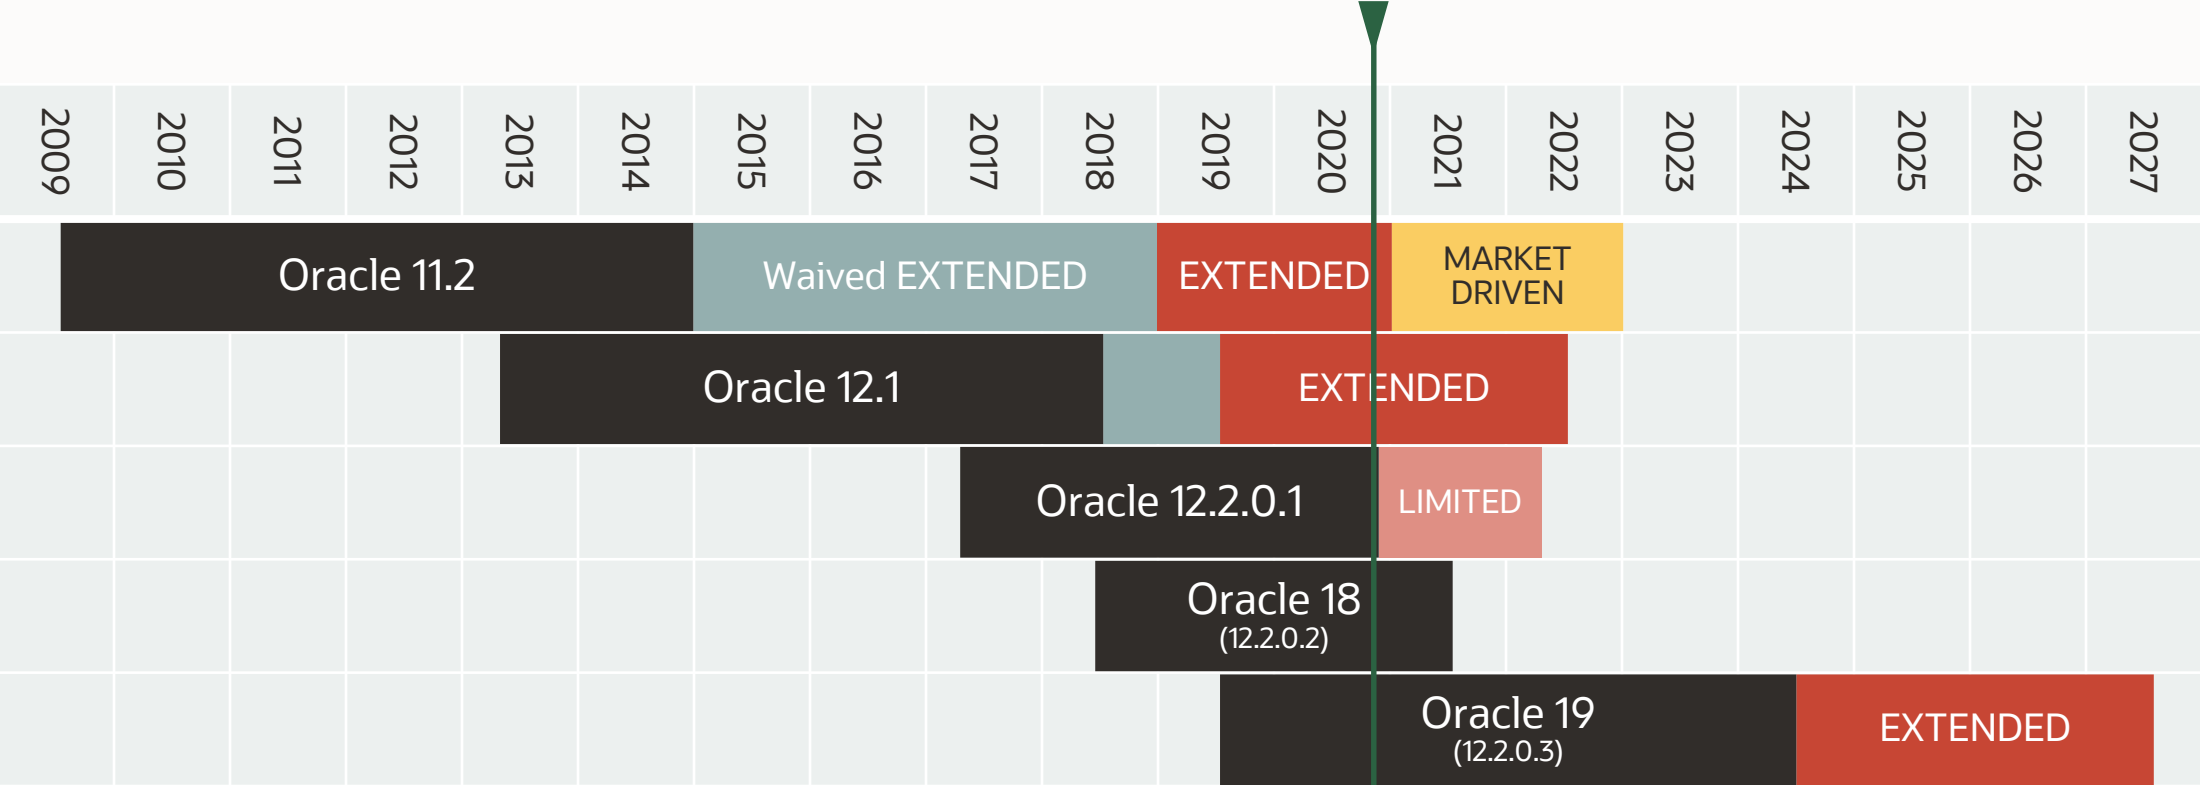 2009
2010
2011
2012
2013
2014
2015
2016
2017
2018
2019
2020
2021
2022
2023
2024
2025
2026
2027
Oracle 11.2
Waived EXTENDED
EXTENDED
MARKET
DRIVEN
Oracle 12.1
EXTENDED
Oracle 12.2.0.1
LIMITED
Oracle 18
(12.2.0.2)
Oracle 19
(12.2.0.3)
EXTENDED